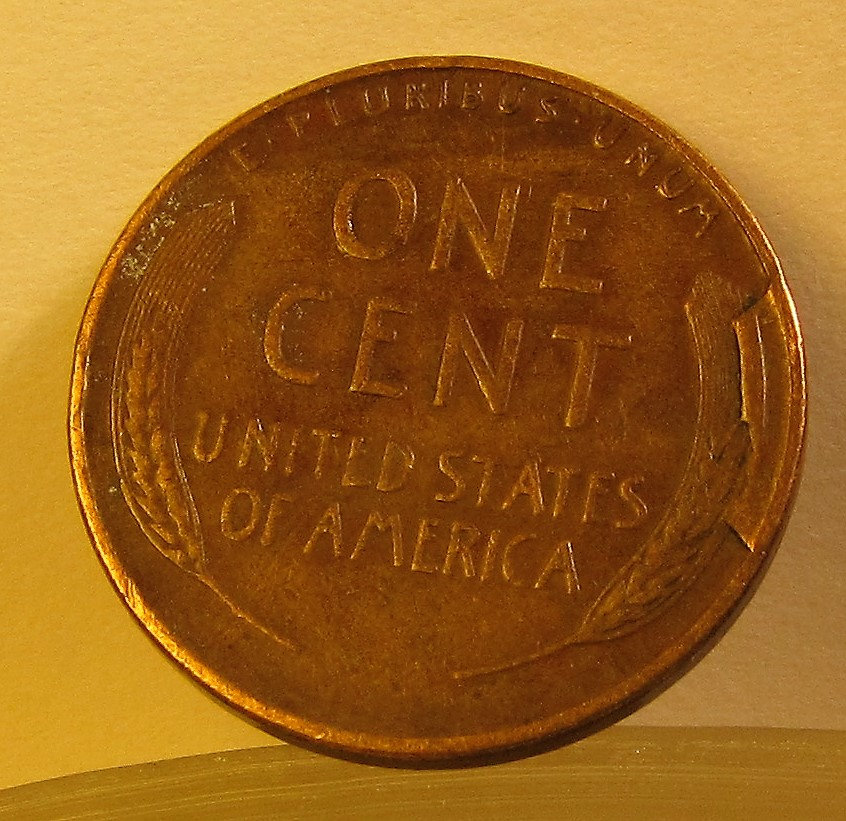 E·PLURIBUS·UNUM
ONE
CENT
UNITED STATES
OF AMERICA